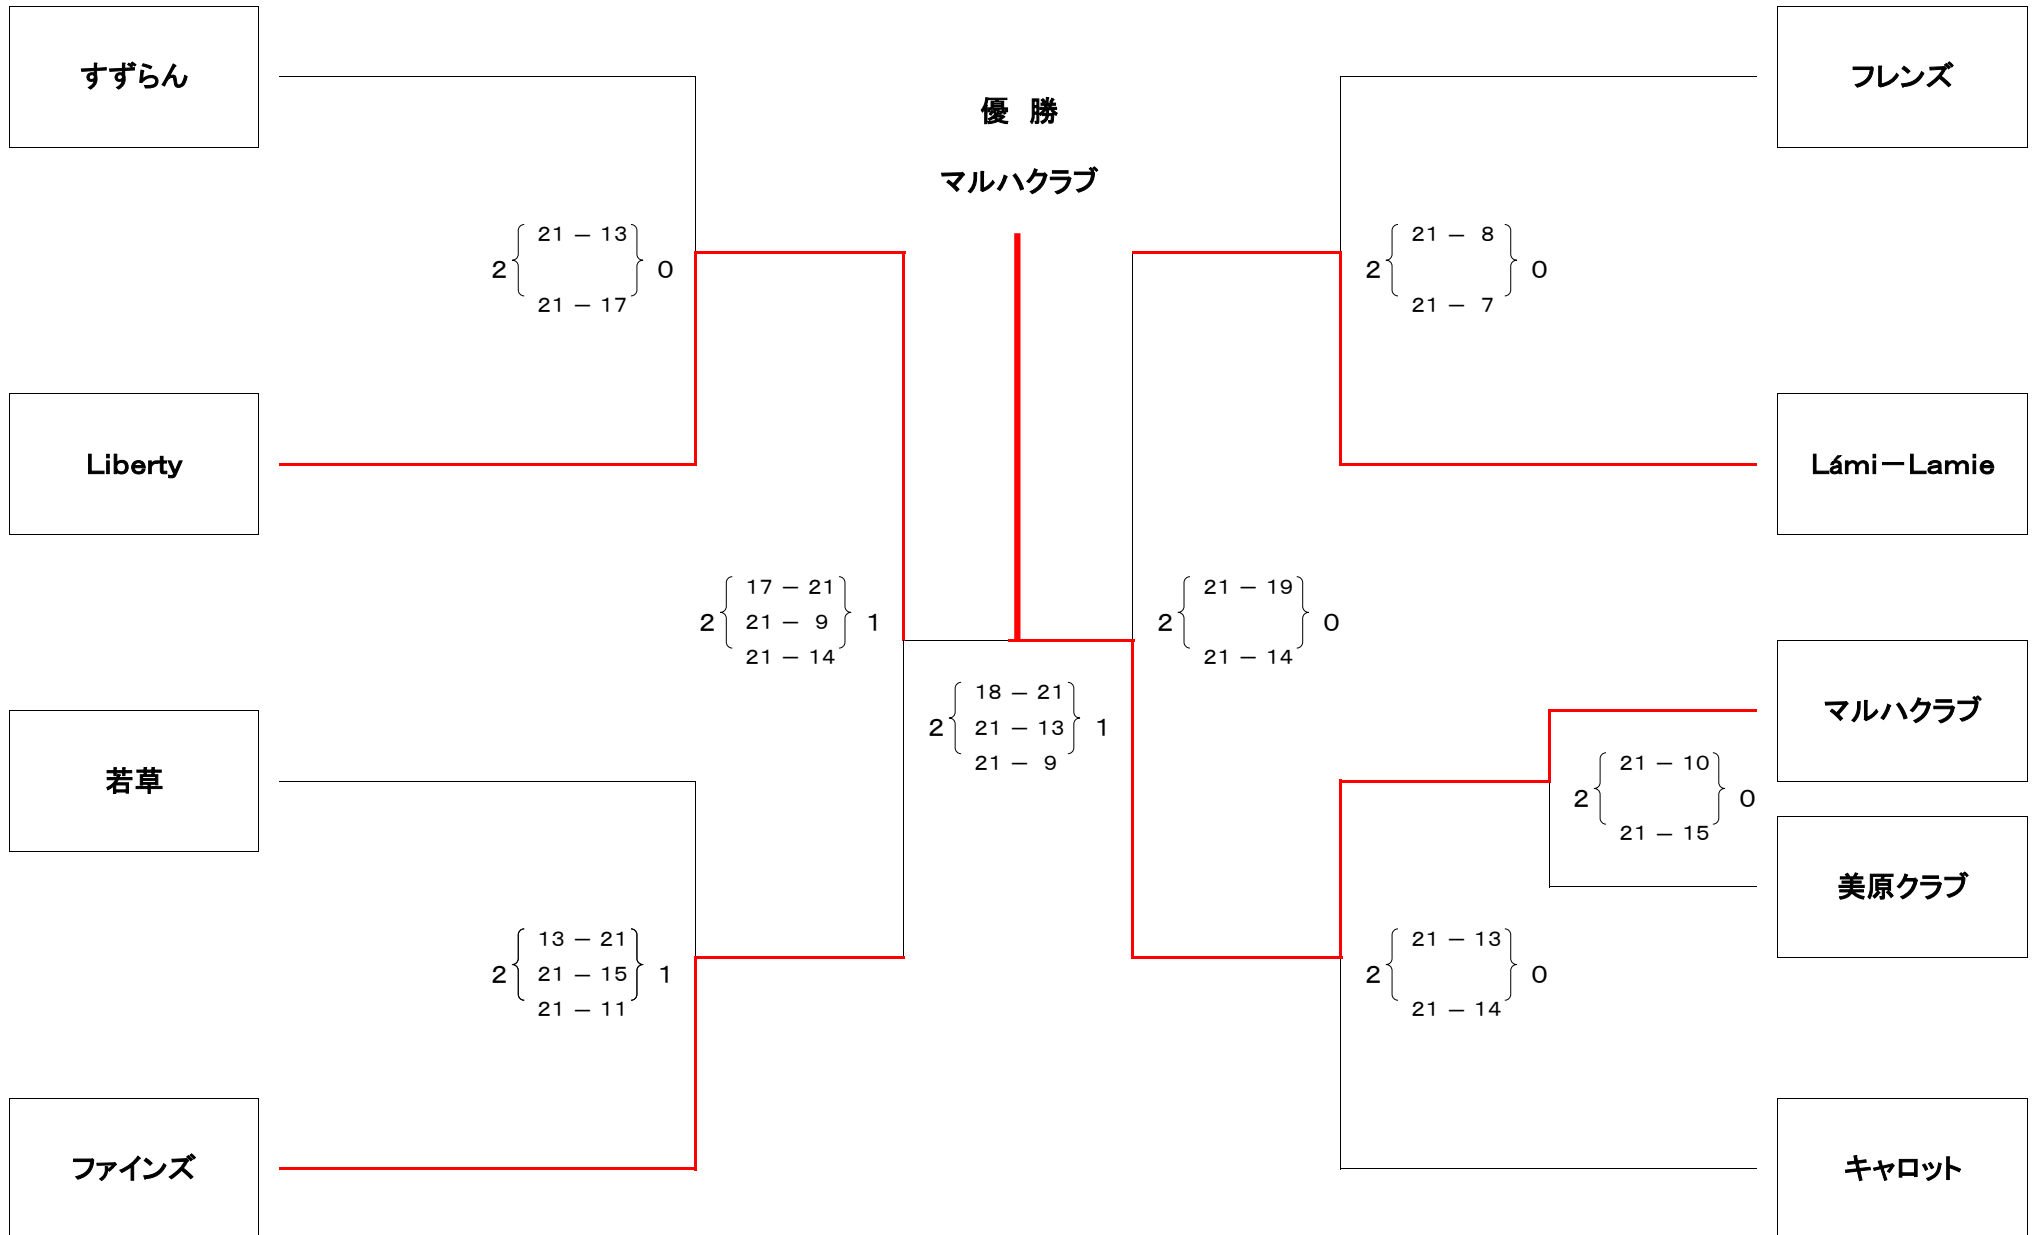 すずらん
フレンズ
優 勝
マルハクラブ
21 － 13
2
0
21 － 17
21 － 8
2
0
21 － 7
Liberty
Lámi－Lamie
17 － 21
2
21 － 9
1
21 － 14
21 － 19
2
0
21 － 14
18 － 21
2
21 － 13
1
21 － 9
マルハクラブ
21 － 10
2
0
21 － 15
若草
美原クラブ
13 － 21
2
21 － 15
1
21 － 11
21 － 13
2
0
21 － 14
ファインズ
キャロット